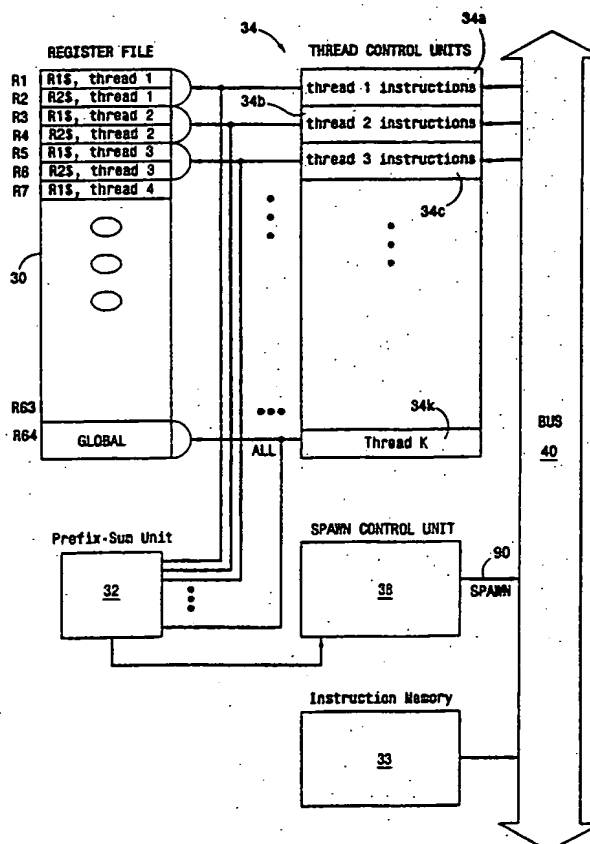 34
34a
REGISTER FILE
THREAD CONTROL UNITS
R1 R1$, thread 1
R2 R2$, thread 1
R3 R1$, thread 2
R4 R2$, thread 2
R5 R1$, thread 3
R6 R2$, thread 3
R7 R1$, thread 4
thread 1 instructions
34b
thread 2 instructions
thread 3 instructions
34c
30
R63
R64 GLOBAL
ALL
34k
Thread K
BUS
40
Prefix-Sum Unit
32
SPAWN CONTROL UNIT
38
90
SPAWN
Instruction Memory
33